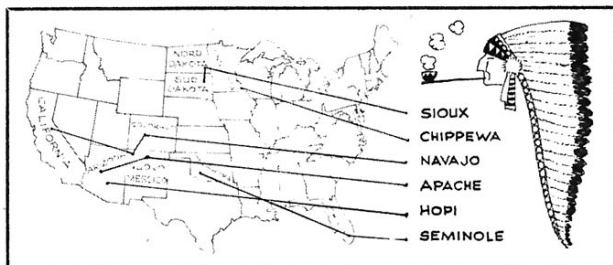 NORD
DAKOTA
SUD
DAKOTA
CALIFORNIA
SIOUX
CHIPPEWA
NAVAJO
APACHE
HOPI
SEMINOLE